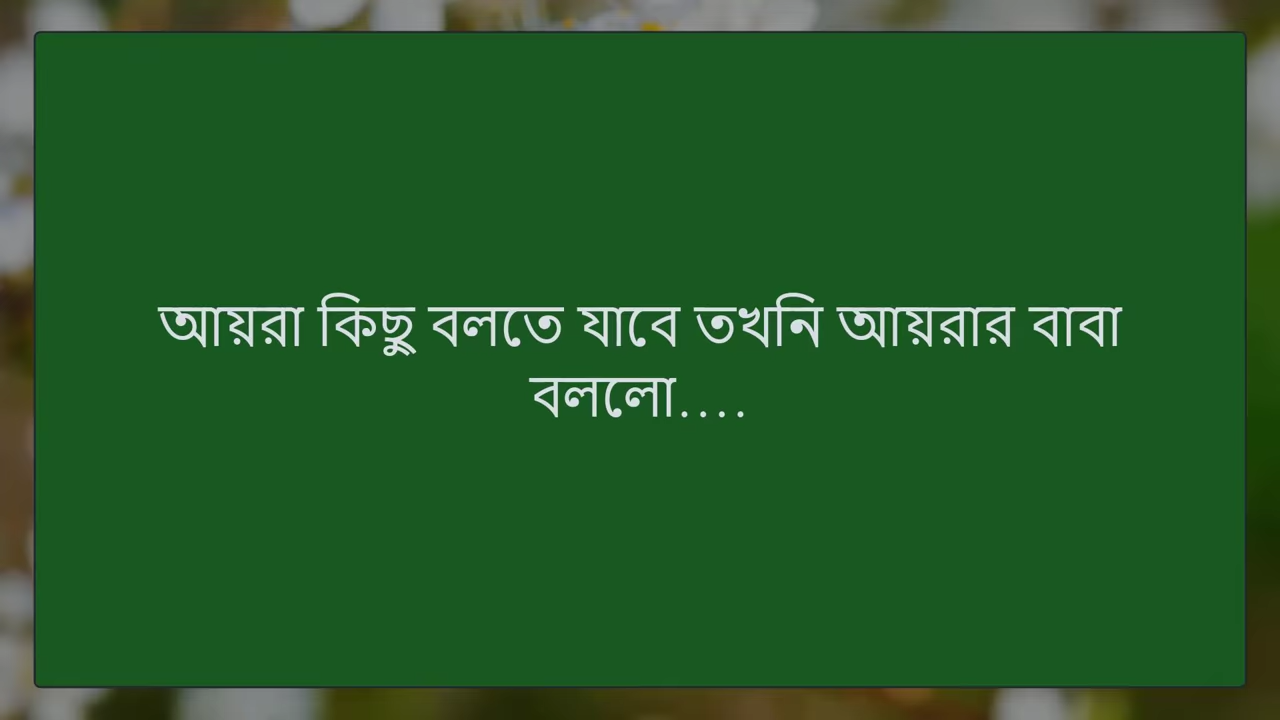 আয়রা কিছু বলতে যাবে তখনি আয়রার বাবা
বললো....